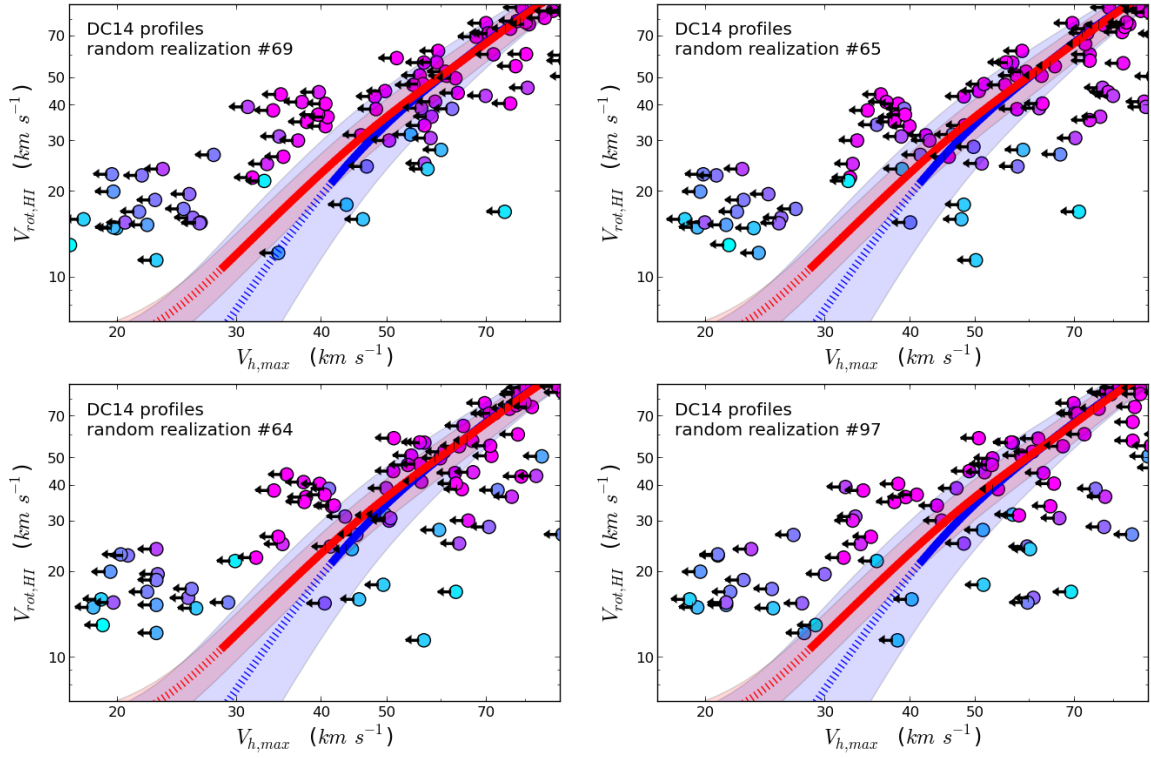 DC14 profiles
random realization #69
70
50
40
30
20
10
V_rot,HI (km s⁻¹)
20 30 40 50 70
V_h,max (km s⁻¹)
DC14 profiles
random realization #65
70
50
40
30
20
10
V_rot,HI (km s⁻¹)
20 30 40 50 70
V_h,max (km s⁻¹)
DC14 profiles
random realization #64
70
50
40
30
20
10
V_rot,HI (km s⁻¹)
20 30 40 50 70
V_h,max (km s⁻¹)
DC14 profiles
random realization #97
70
50
40
30
20
10
V_rot,HI (km s⁻¹)
20 30 40 50 70
V_h,max (km s⁻¹)